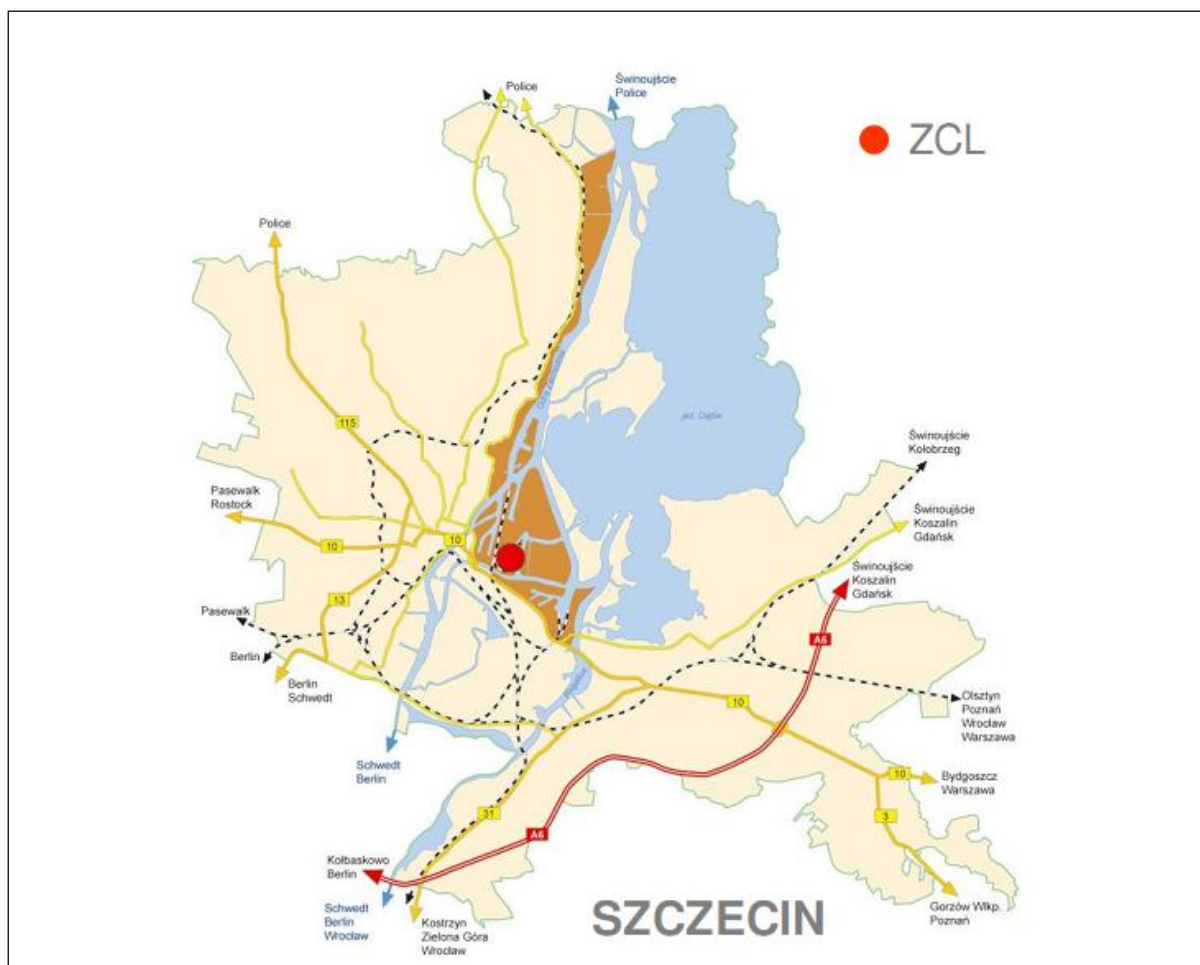 Police
Świnoujście
Police
ZCL
Police
115
jez. Dąbie
Świnoujście
Kołobrzeg
Pasewalk
Rostock
10
10
Świnoujście
Koszalin
Gdańsk
Świnoujście
Koszalin
Gdańsk
13
Pasewalk
A6
Berlin
Berlin
Schwedt
10
Olsztyn
Poznań
Wrocław
Warszawa
Schwedt
Berlin
10
Bydgoszcz
Warszawa
31
3
A6
Kołbaskowo
Berlin
Schwedt
Berlin
Wrocław
Kostrzyn
Zielona Góra
Wrocław
SZCZECIN
Gorzów Wlkp.
Poznań